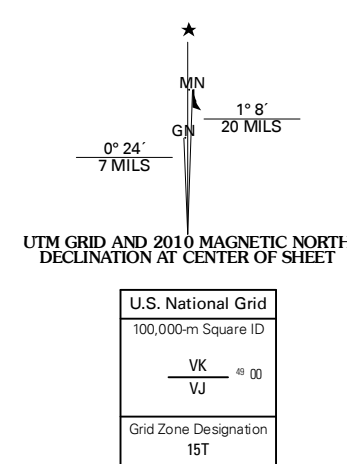 ★
MN
1° 8´
20 MILS
GN
0° 24´
7 MILS
UTM GRID AND 2010 MAGNETIC NORTH
DECLINATION AT CENTER OF SHEET
U.S. National Grid
100,000-m Square ID
VK
49 00
VJ
Grid Zone Designation
15T